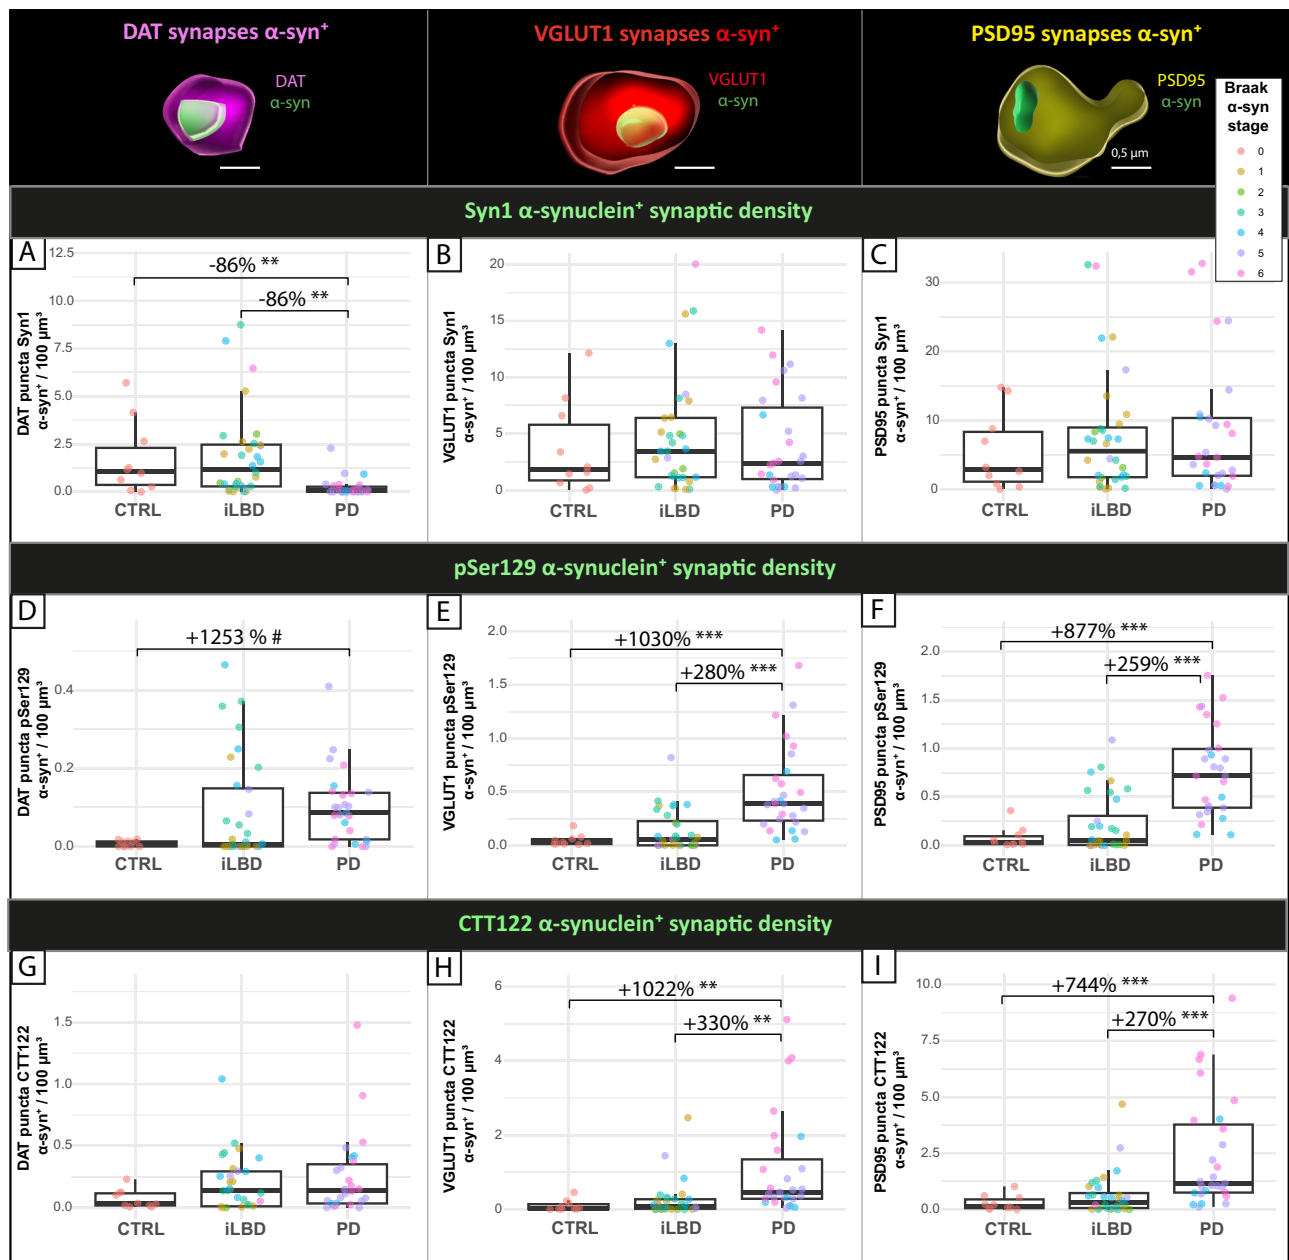 DAT synapses α-syn⁺
VGLUT1 synapses α-syn⁺
PSD95 synapses α-syn⁺
DAT
α-syn
VGLUT1
α-syn
PSD95
α-syn
0,5 µm
Braak
α-syn
stage
0
1
2
3
4
5
6
Syn1 α-synuclein⁺ synaptic density
A
DAT puncta Syn1
α-syn⁺ / 100 µm³
12.5
10.0
7.5
5.0
2.5
0.0
-86% **
-86% **
CTRL
iLBD
PD
B
VGLUT1 puncta Syn1
α-syn⁺ / 100 µm³
20
15
10
5
0
CTRL
iLBD
PD
C
PSD95 puncta Syn1
α-syn⁺ / 100 µm³
30
20
10
0
CTRL
iLBD
PD
pSer129 α-synuclein⁺ synaptic density
D
DAT puncta pSer129
α-syn⁺ / 100 µm³
0.4
0.2
0.0
+1253 % #
CTRL
iLBD
PD
E
VGLUT1 puncta pSer129
α-syn⁺ / 100 µm³
2.0
1.5
1.0
0.5
0.0
+1030% ***
+280% ***
CTRL
iLBD
PD
F
PSD95 puncta pSer129
α-syn⁺ / 100 µm³
2.0
1.5
1.0
0.5
0.0
+877% ***
+259% ***
CTRL
iLBD
PD
CTT122 α-synuclein⁺ synaptic density
G
DAT puncta CTT122
α-syn⁺ / 100 µm³
1.5
1.0
0.5
0.0
CTRL
iLBD
PD
H
VGLUT1 puncta CTT122
α-syn⁺ / 100 µm³
6
4
2
0
+1022% **
+330% **
CTRL
iLBD
PD
I
PSD95 puncta CTT122
α-syn⁺ / 100 µm³
10.0
7.5
5.0
2.5
0.0
+744% ***
+270% ***
CTRL
iLBD
PD